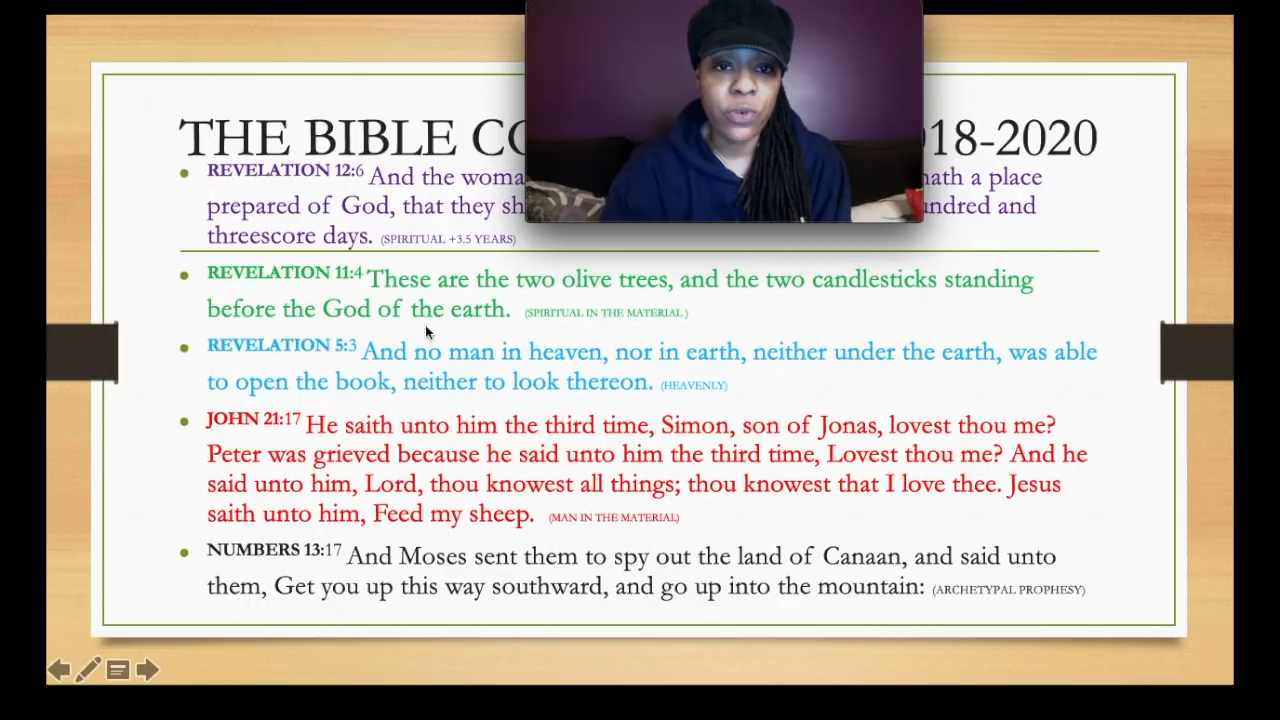 THE BIBLE CO 018-2020
REVELATION 12:6 And the woma hath a place
prepared of God, that they sh undred and
threescore days. (SPIRITUAL +3.5 YEARS)
REVELATION 11:4 These are the two olive trees, and the two candlesticks standing
before the God of the earth. (SPIRITUAL IN THE MATERIAL )
REVELATION 5:3 And no man in heaven, nor in earth, neither under the earth, was able
to open the book, neither to look thereon. (HEAVENLY)
JOHN 21:17 He saith unto him the third time, Simon, son of Jonas, lovest thou me?
Peter was grieved because he said unto him the third time, Lovest thou me? And he
said unto him, Lord, thou knowest all things; thou knowest that I love thee. Jesus
saith unto him, Feed my sheep. (MAN IN THE MATERIAL)
NUMBERS 13:17 And Moses sent them to spy out the land of Canaan, and said unto
them, Get you up this way southward, and go up into the mountain: (ARCHETYPAL PROPHESY)